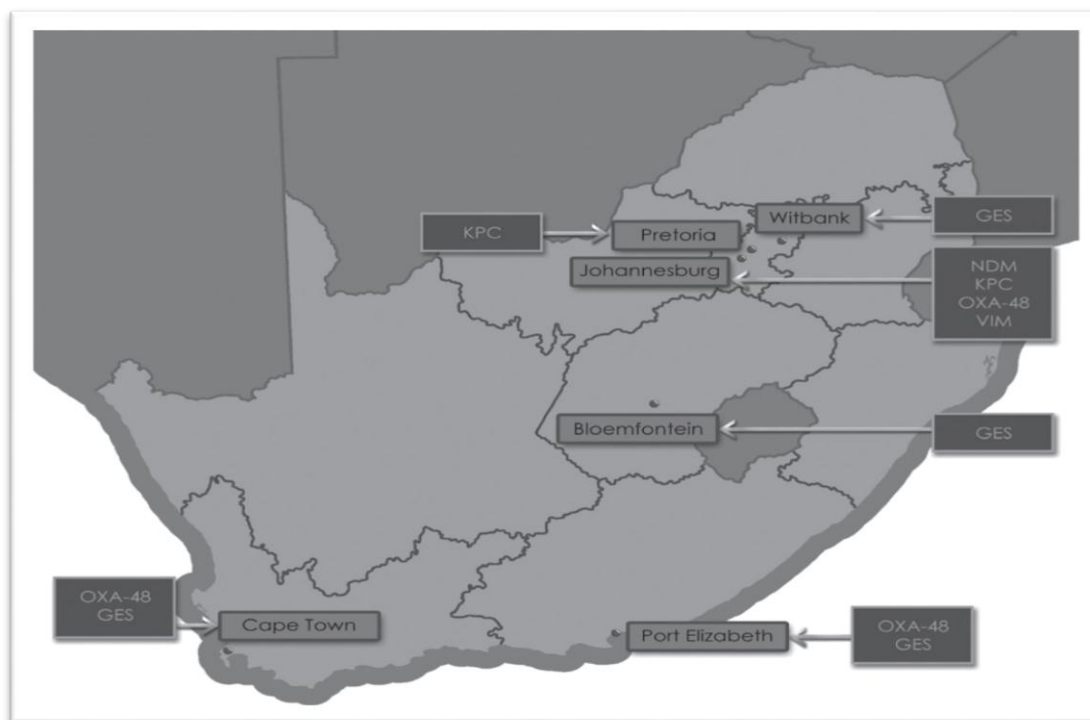 Witbank
GES
KPC
Pretoria
Johannesburg
NDM
KPC
OXA-48
VIM
Bloemfontein
GES
OXA-48
GES
Cape Town
Port Elizabeth
OXA-48
GES